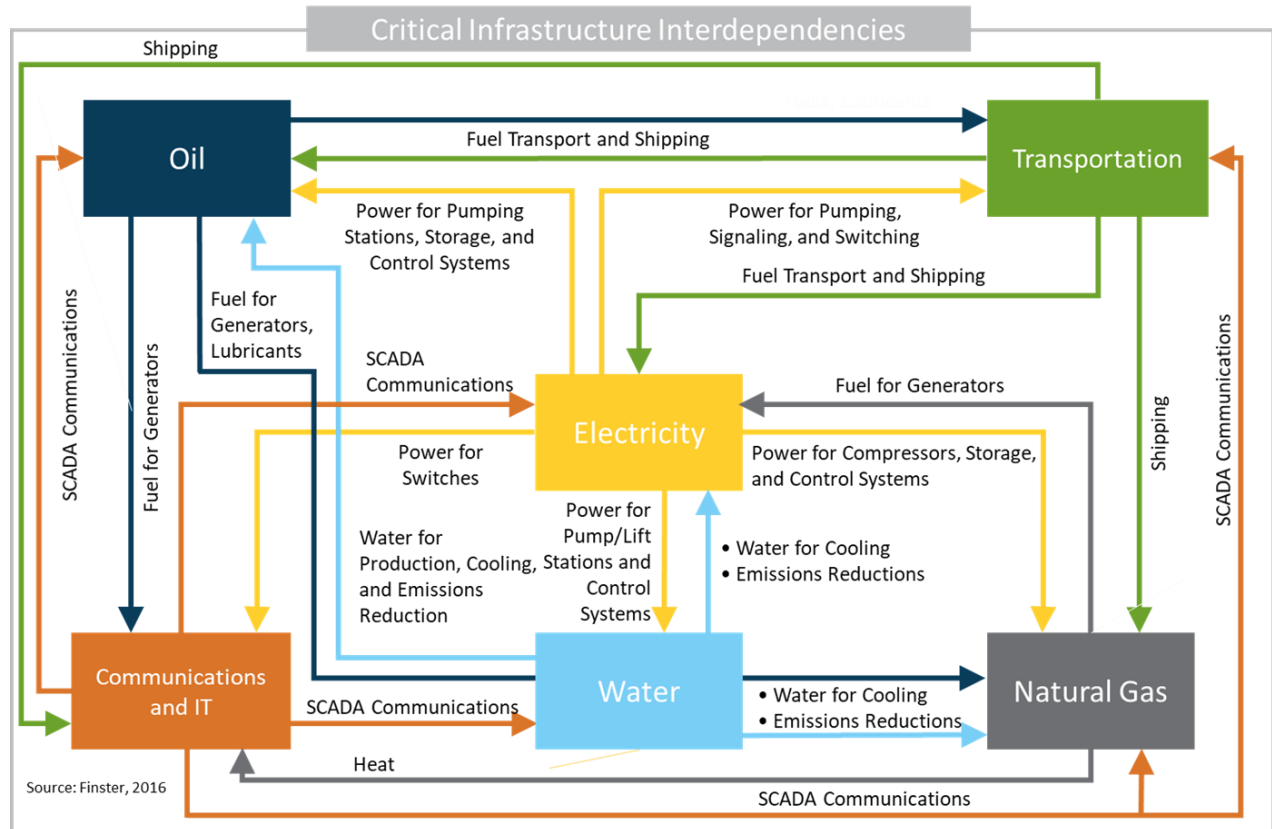 Critical Infrastructure Interdependencies
Shipping
Oil
Fuel Transport and Shipping
Transportation
Power for Pumping
Stations, Storage, and
Control Systems
Power for Pumping,
Signaling, and Switching
Fuel Transport and Shipping
SCADA Communications
Fuel for Generators
Fuel for
Generators,
Lubricants
SCADA
Communications
Electricity
Fuel for Generators
Shipping
SCADA Communications
Power for
Switches
Power for Compressors, Storage,
and Control Systems
Water for
Production, Cooling,
and Emissions
Reduction
Power for
Pump/Lift
Stations and
Control
Systems
• Water for Cooling
• Emissions Reductions
Communications
and IT
SCADA Communications
Water
• Water for Cooling
• Emissions Reductions
Natural Gas
Heat
Source: Finster, 2016
SCADA Communications